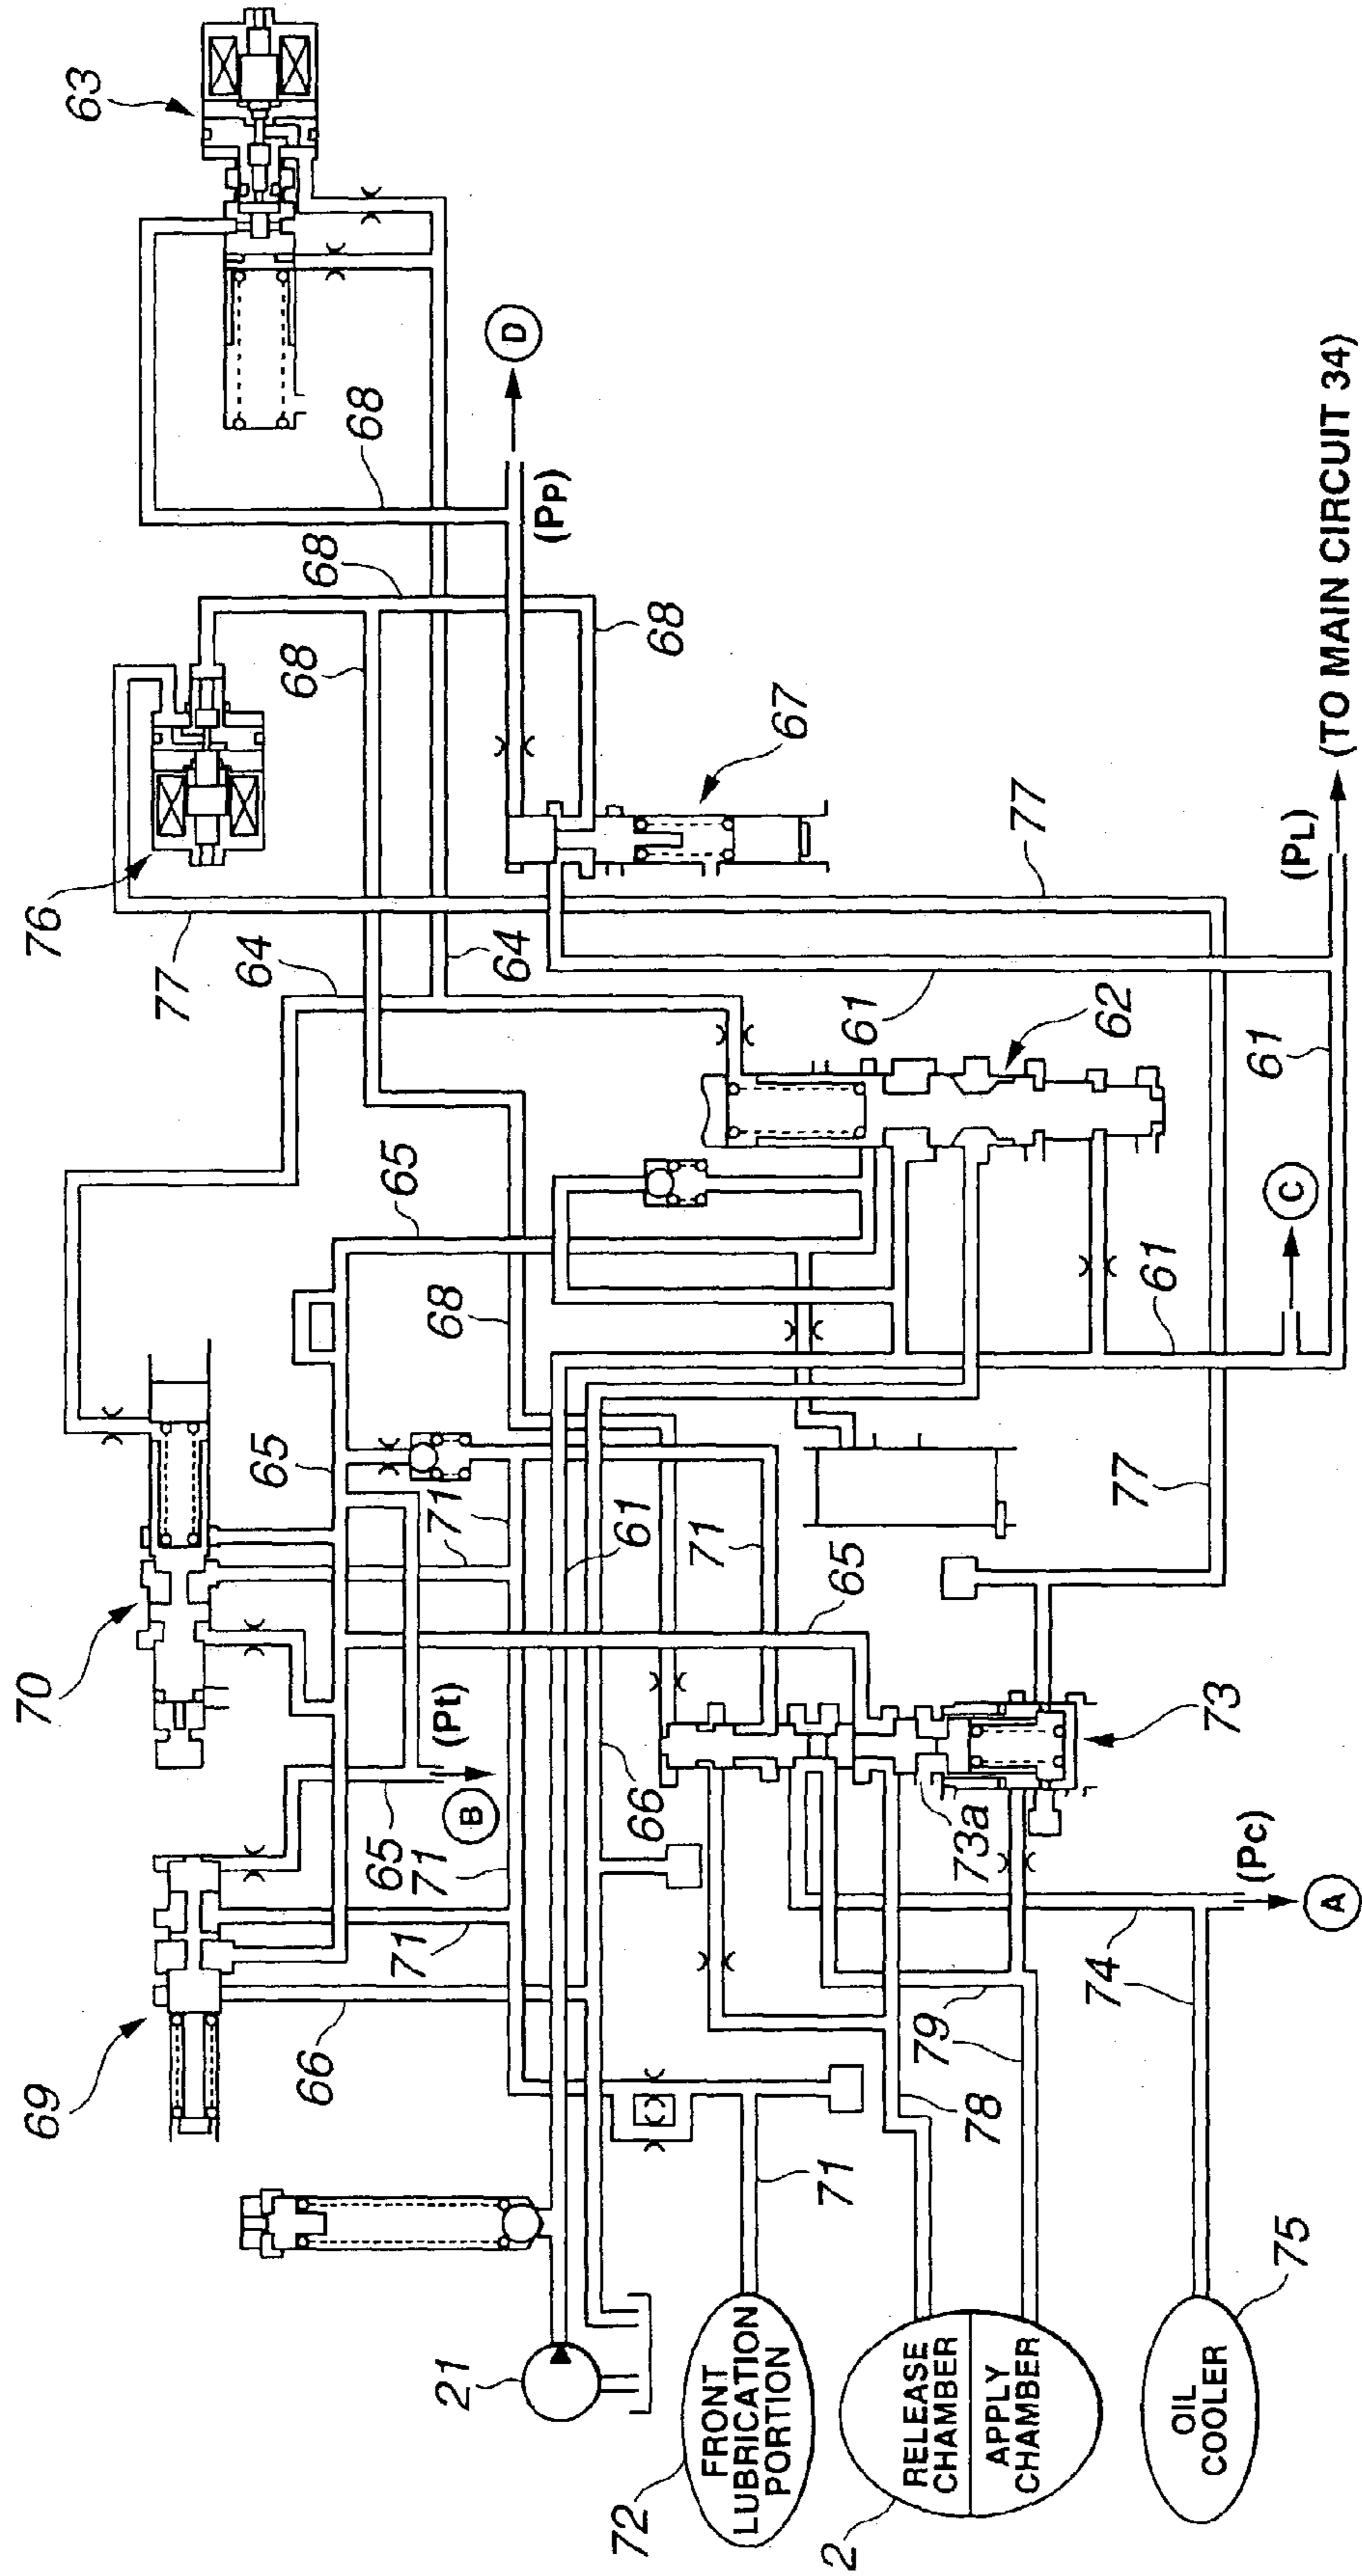 63
68
D
(PP)
68
68
68
76
77
64
64
67
77
(PL)
(TO MAIN CIRCUIT 34)
61
62
61
65
68
C
61
65
70
71
61
71
65
77
(Pt)
B
65
71
66
73
73a
(Pc)
A
69
71
66
79
78
74
71
21
75
72
FRONT
LUBRICATION
PORTION
2
RELEASE
CHAMBER
APPLY
CHAMBER
OIL
COOLER